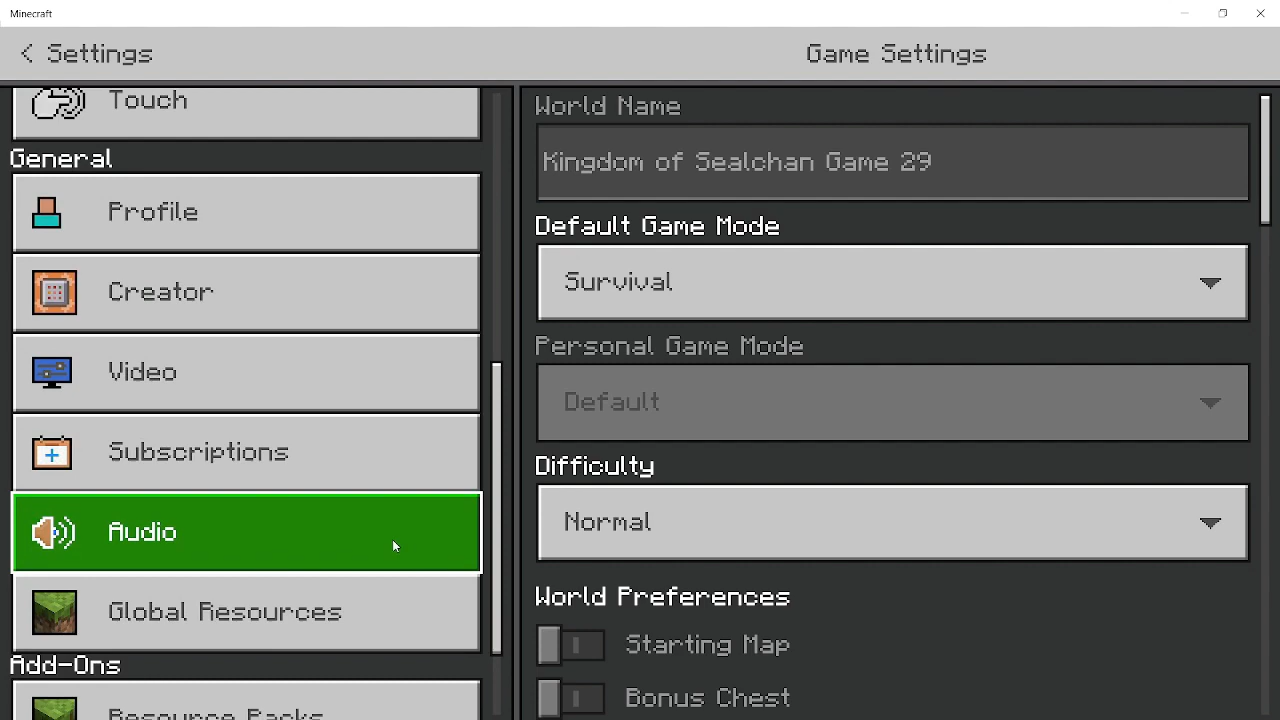 Minecraft
Settings
Game Settings
Touch
General
Profile
Creator
Video
Subscriptions
Audio
Global Resources
Add-Ons
Resource Packs
World Name
Kingdom of Sealchan Game 29
Default Game Mode
Survival
Personal Game Mode
Default
Difficulty
Normal
World Preferences
Starting Map
Bonus Chest